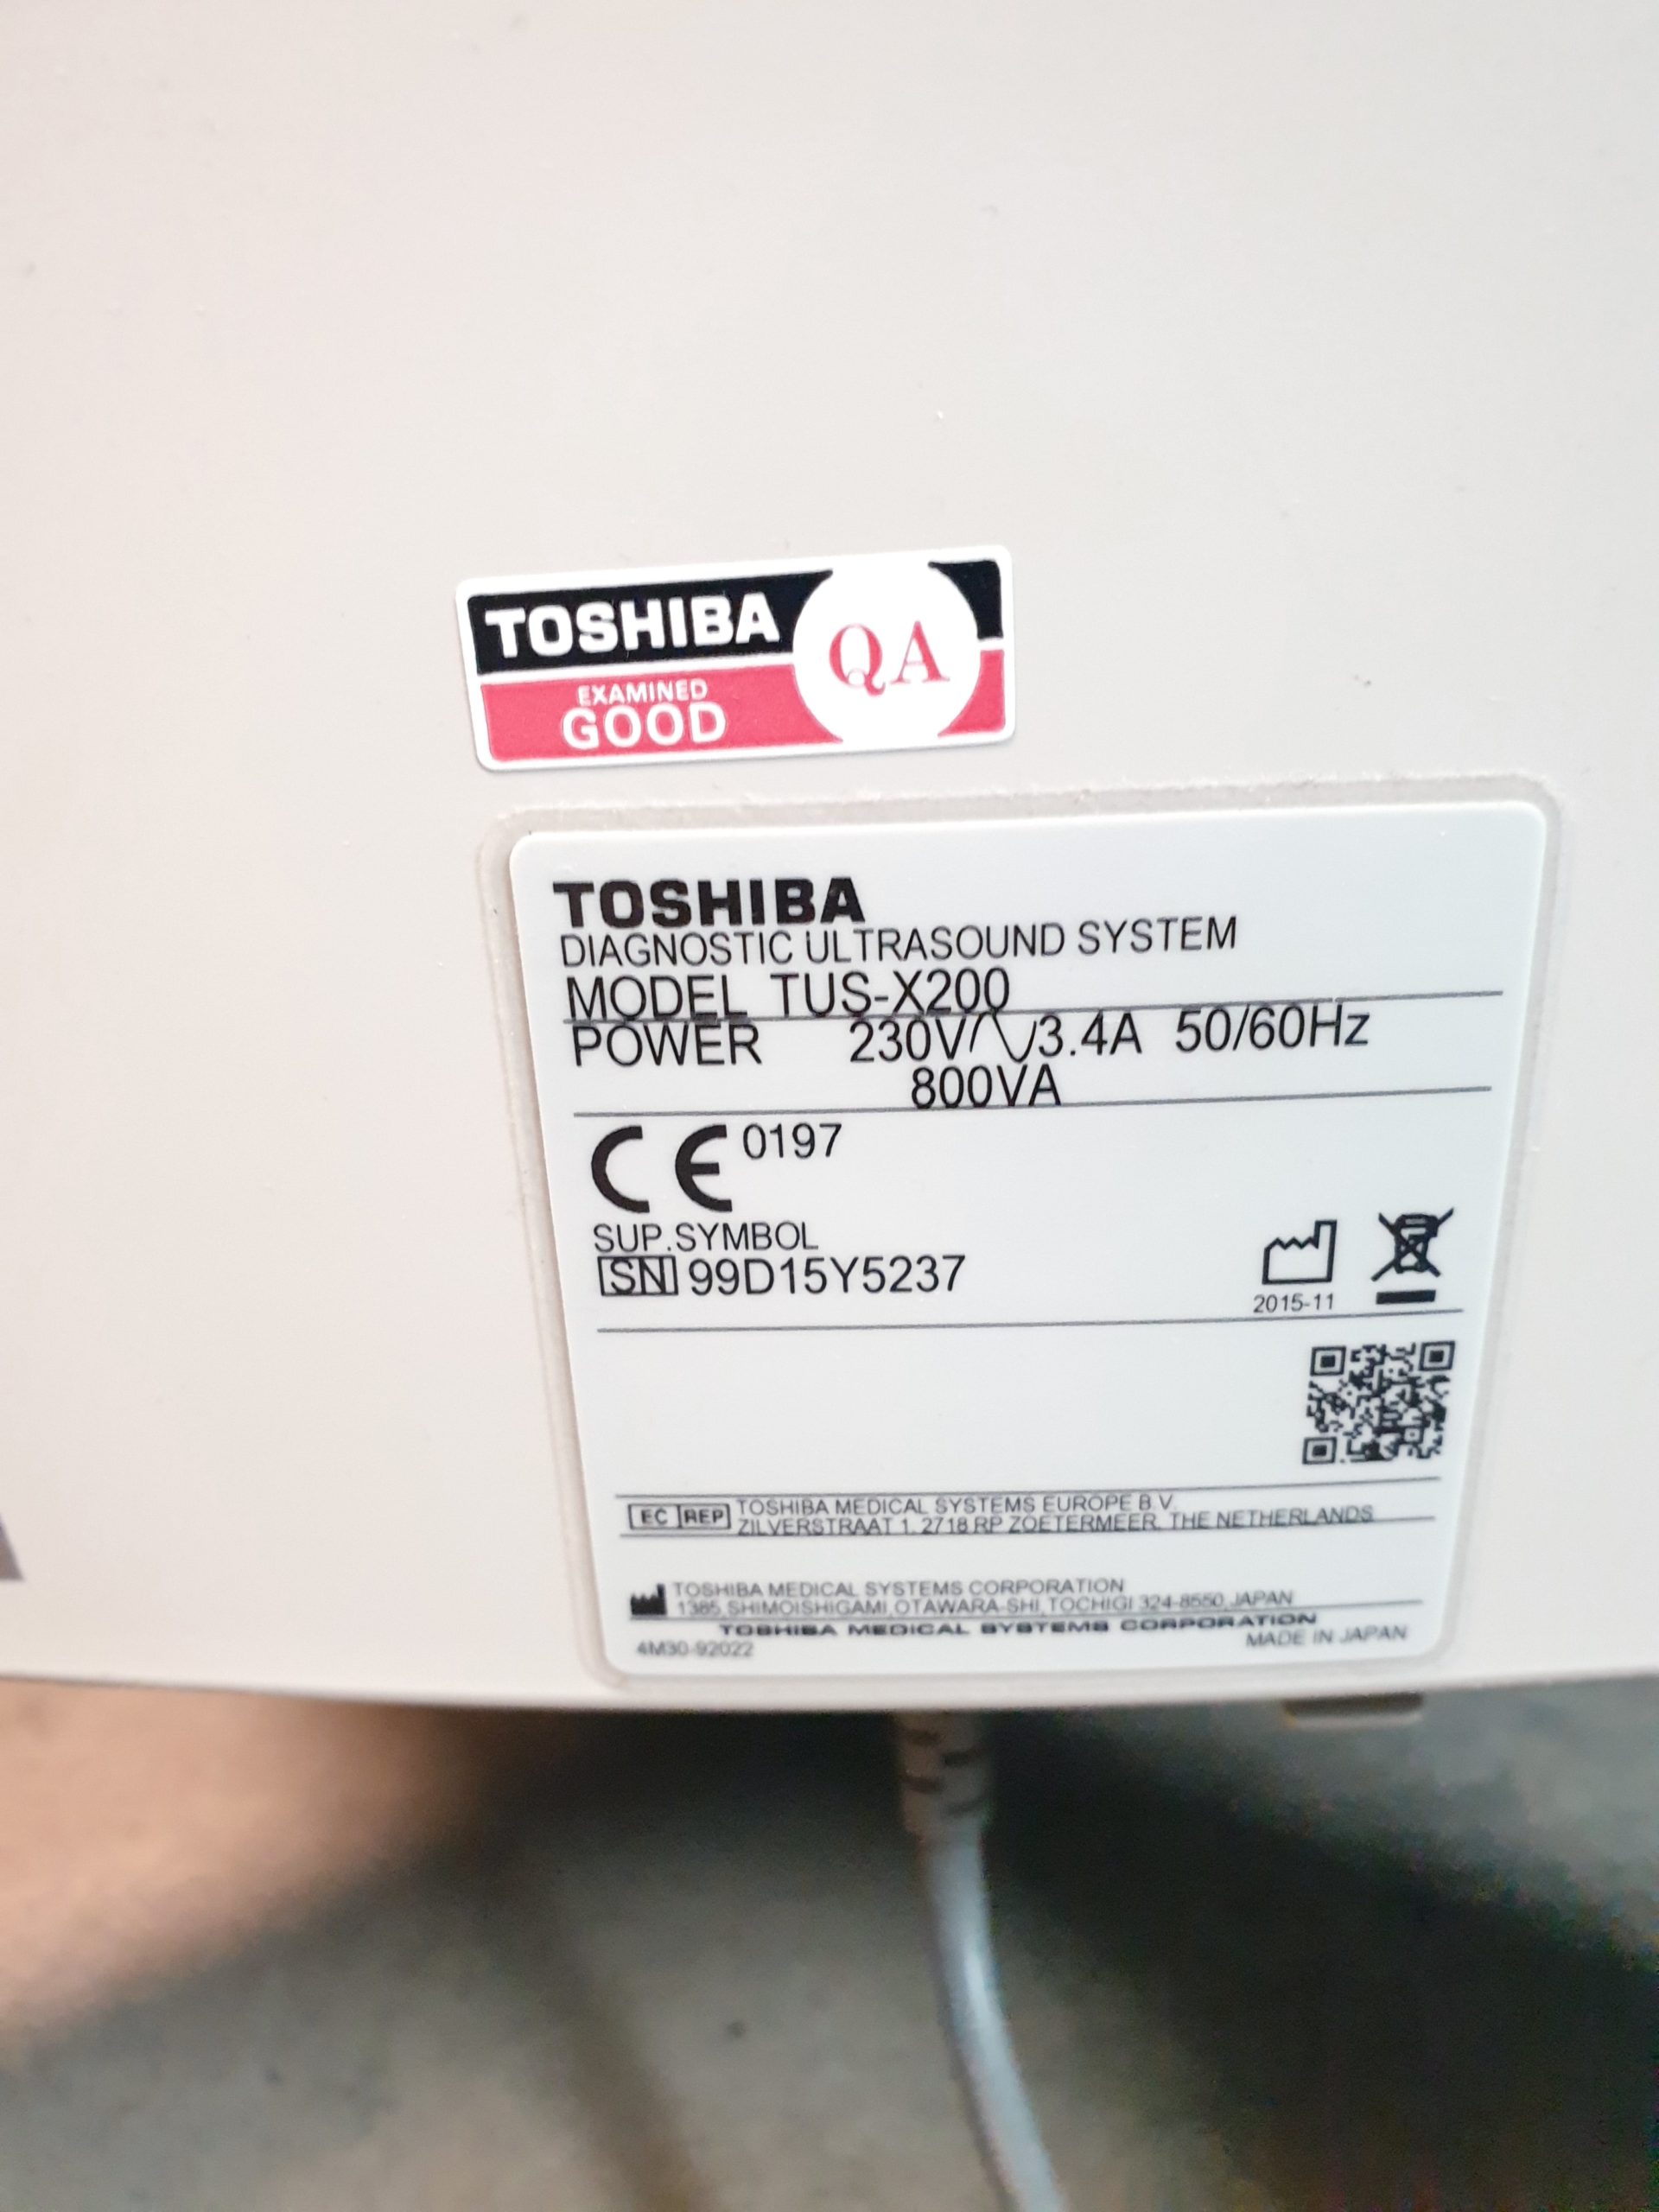 TOSHIBA
QA
EXAMINED
GOOD
TOSHIBA
DIAGNOSTIC ULTRASOUND SYSTEM
MODEL TUS-X200
POWER 230V∿3.4A 50/60Hz
800VA
CE 0197
SUP.SYMBOL
SN 99D15Y5237
2015-11
EC REP TOSHIBA MEDICAL SYSTEMS EUROPE B.V.
ZILVERSTRAAT 1, 2718 RP ZOETERMEER, THE NETHERLANDS
TOSHIBA MEDICAL SYSTEMS CORPORATION
1385, SHIMOISHIGAMI, OTAWARA-SHI, TOCHIGI 324-8550, JAPAN
TOSHIBA MEDICAL SYSTEMS CORPORATION
4M30-92022 MADE IN JAPAN